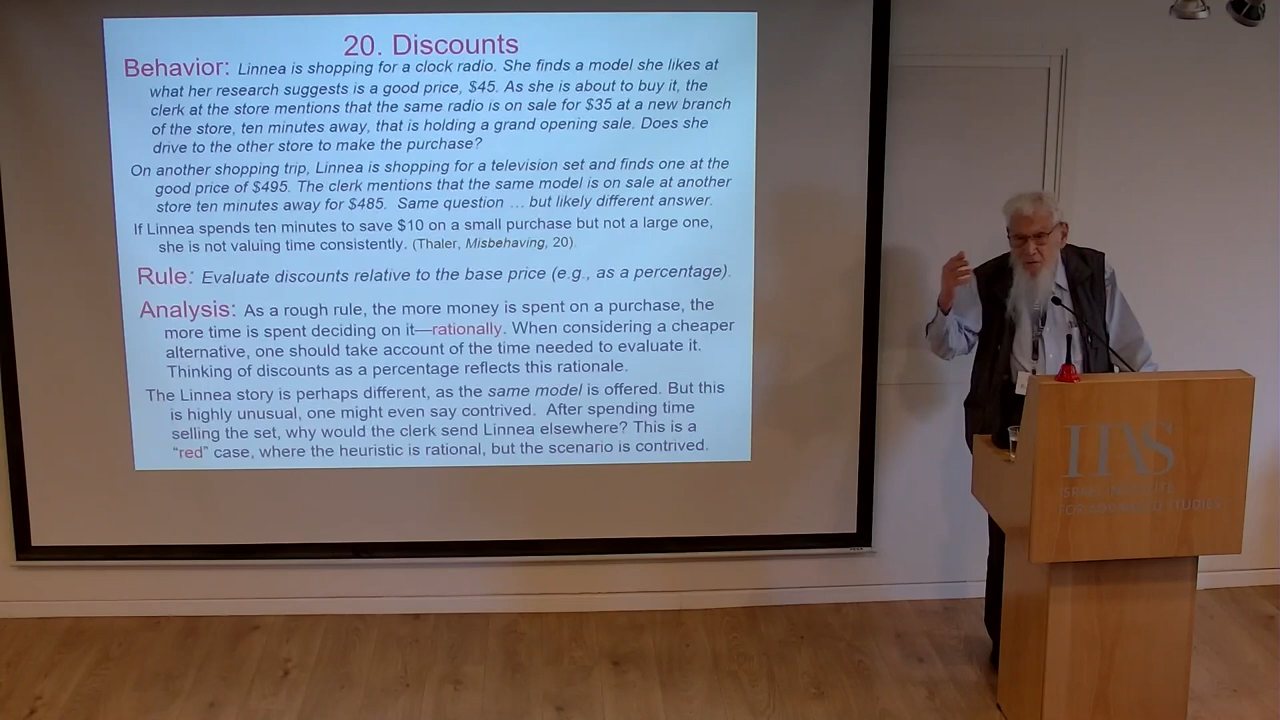 20. Discounts
Behavior: Linnea is shopping for a clock radio. She finds a model she likes at
what her research suggests is a good price, $45. As she is about to buy it, the
clerk at the store mentions that the same radio is on sale for $35 at a new branch
of the store, ten minutes away, that is holding a grand opening sale. Does she
drive to the other store to make the purchase?
On another shopping trip, Linnea is shopping for a television set and finds one at the
good price of $495. The clerk mentions that the same model is on sale at another
store ten minutes away for $485. Same question … but likely different answer.
If Linnea spends ten minutes to save $10 on a small purchase but not a large one,
she is not valuing time consistently. (Thaler, Misbehaving, 20).
Rule: Evaluate discounts relative to the base price (e.g., as a percentage).
Analysis: As a rough rule, the more money is spent on a purchase, the
more time is spent deciding on it—rationally. When considering a cheaper
alternative, one should take account of the time needed to evaluate it.
Thinking of discounts as a percentage reflects this rationale.
The Linnea story is perhaps different, as the same model is offered. But this
is highly unusual, one might even say contrived. After spending time
selling the set, why would the clerk send Linnea elsewhere? This is a
“red” case, where the heuristic is rational, but the scenario is contrived.
IIAS
ISRAEL INSTITUTE
FOR ADVANCED STUDIES